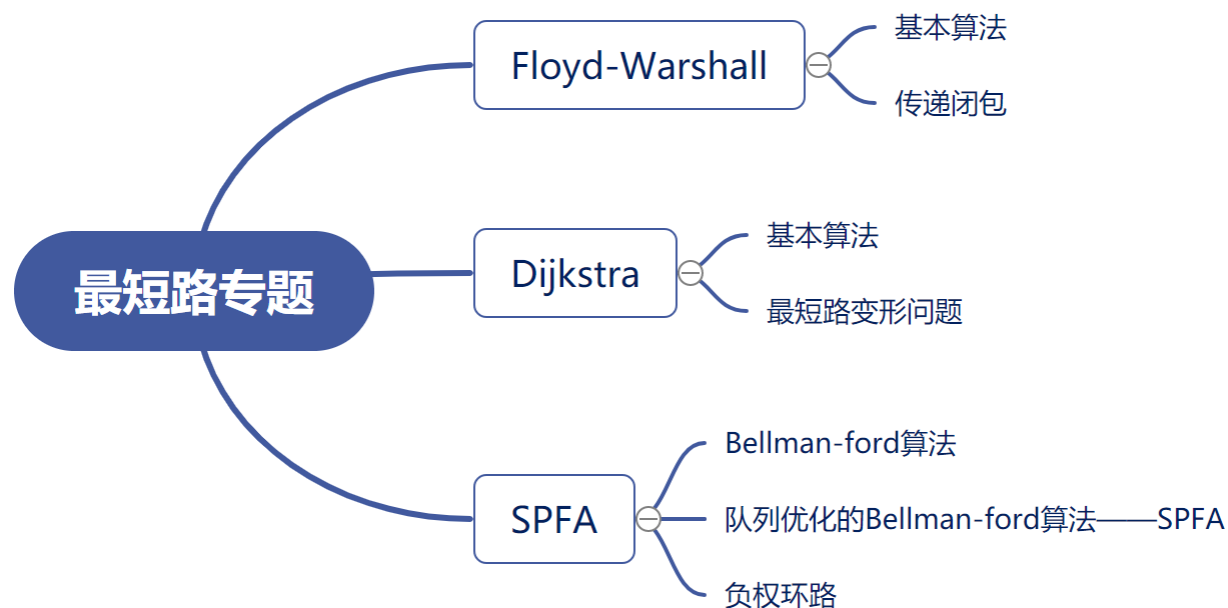 最短路专题
Floyd-Warshall
基本算法
传递闭包
Dijkstra
基本算法
最短路变形问题
SPFA
Bellman-ford算法
队列优化的Bellman-ford算法——SPFA
负权环路